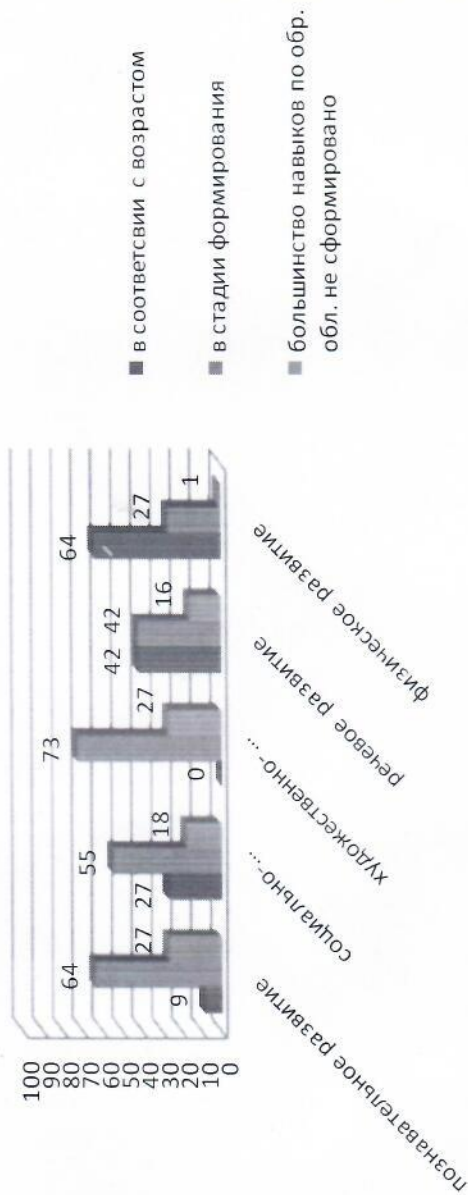 100
90
80
70
60
50
40
30
20
10
0
9
64
27
27
55
18
0
73
27
42
42
16
64
27
1
познавательное развитие
социально-...
художественно-...
речевое развитие
физическое развитие
в соответсвии с возрастом
в стадии формирования
большинство навыков по обр.
обл. не сформировано